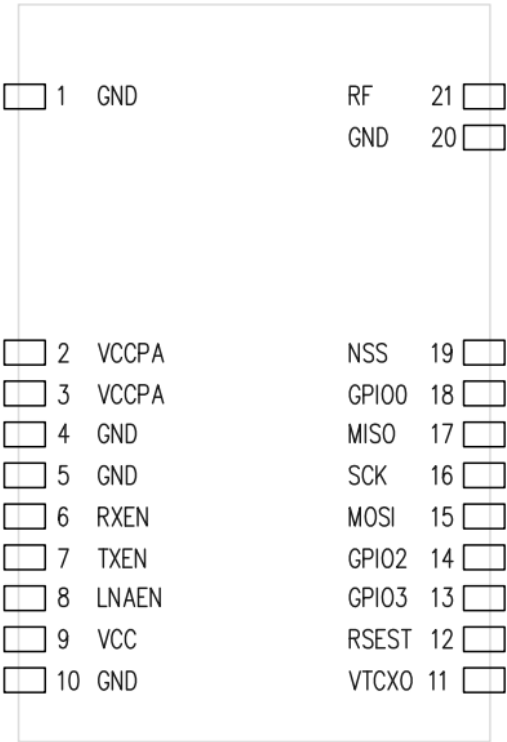 1 GND RF 21
GND 20
2 VCCPA NSS 19
3 VCCPA GPIO0 18
4 GND MISO 17
5 GND SCK 16
6 RXEN MOSI 15
7 TXEN GPIO2 14
8 LNAEN GPIO3 13
9 VCC RSEST 12
10 GND VTCXO 11